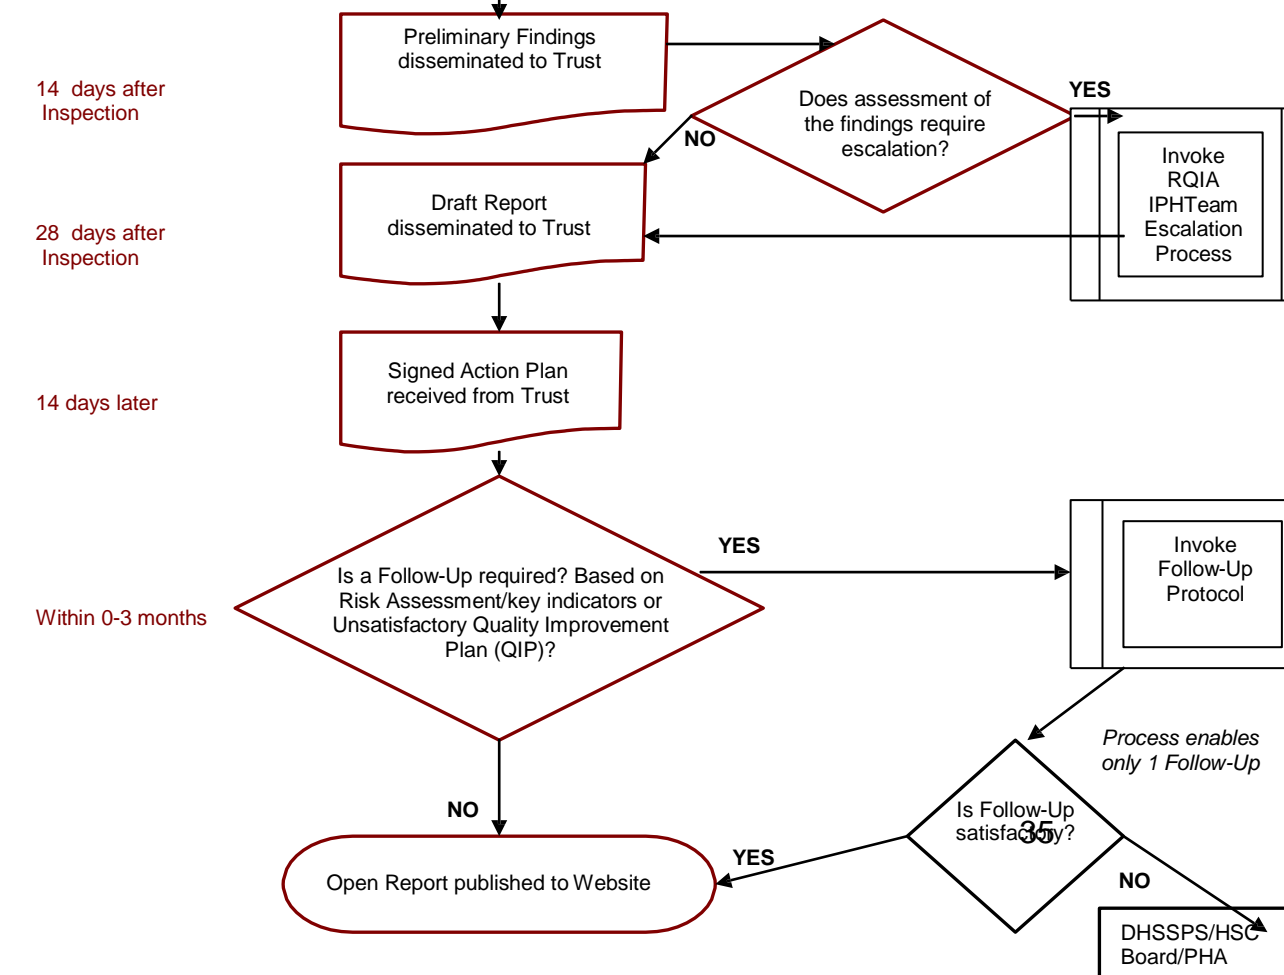 Preliminary Findings
disseminated to Trust
14 days after
Inspection
YES
Does assessment of
the findings require
escalation?
NO
Invoke
RQIA
IPHTeam
Escalation
Process
Draft Report
disseminated to Trust
28 days after
Inspection
Signed Action Plan
received from Trust
14 days later
YES
Invoke
Follow-Up
Protocol
Is a Follow-Up required? Based on
Risk Assessment/key indicators or
Unsatisfactory Quality Improvement
Plan (QIP)?
Within 0-3 months
Process enables
only 1 Follow-Up
NO
Is Follow-Up
satisfactory?
35
YES
Open Report published to Website
NO
DHSSPS/HSC
Board/PHA